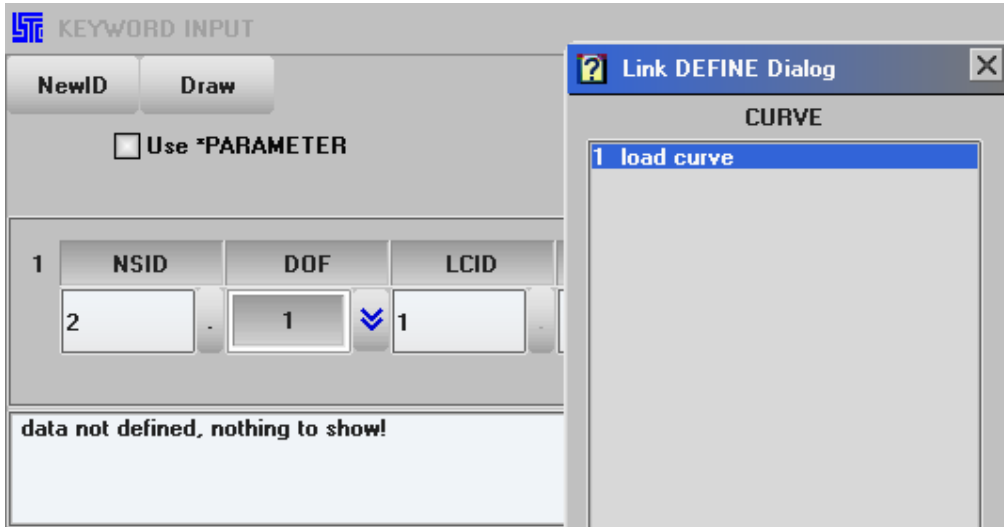 KEYWORD INPUT
NewID Draw
Use *PARAMETER
1 NSID DOF LCID
2 . 1 1 .
data not defined, nothing to show!
Link DEFINE Dialog
CURVE
1 load curve